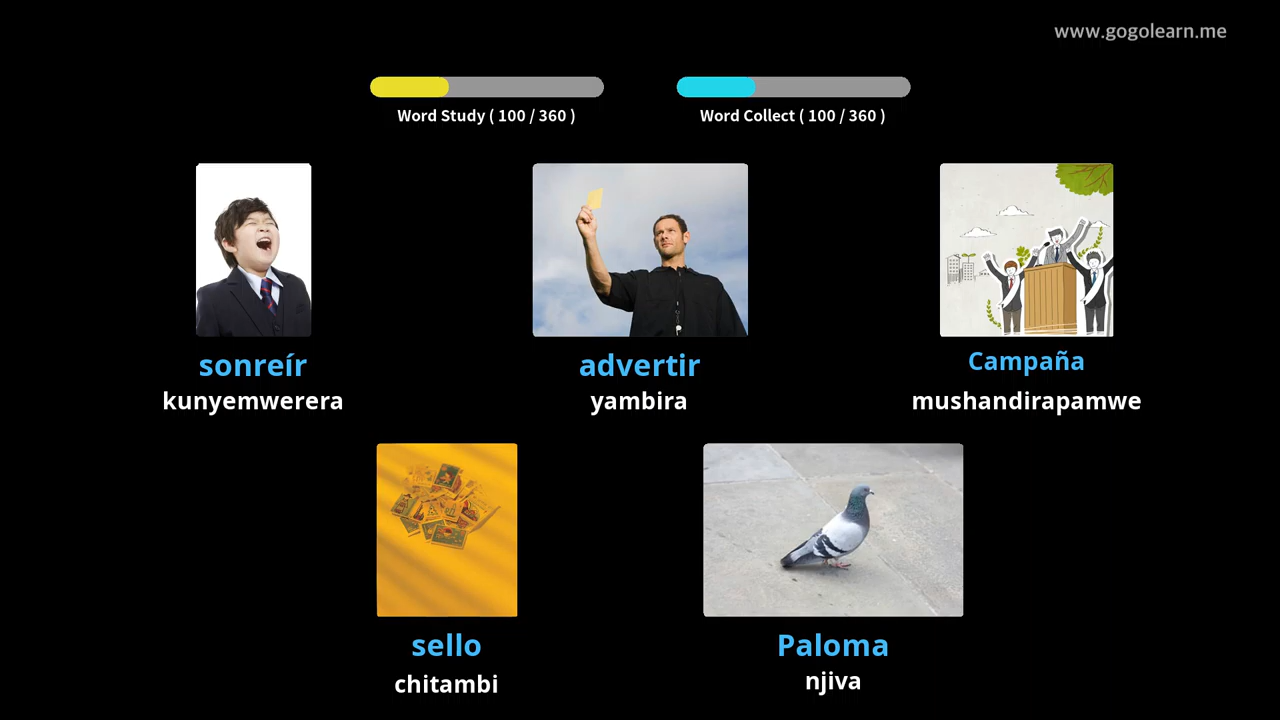 www.gogolearn.me
Word Study ( 100 / 360 )
Word Collect ( 100 / 360 )
sonreír
kunyemwerera
advertir
yambira
Campaña
mushandirapamwe
sello
chitambi
Paloma
njiva